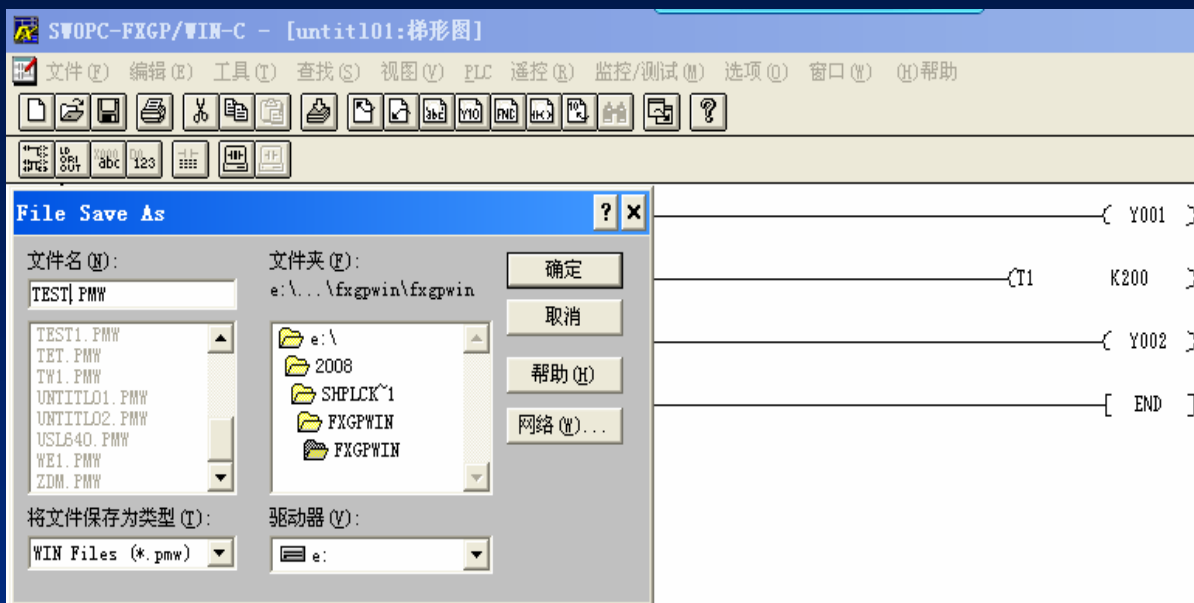 SWOPC-FXGP/WIN-C - [untitl01:梯形图]
文件(F) 编辑(E) 工具(T) 查找(S) 视图(V) PLC 遥控(R) 监控/测试(M) 选项(O) 窗口(W) (H)帮助
File Save As
文件名(N):
TEST.PMW
TEST1.PMW
TET.PMW
TW1.PMW
UNTITL01.PMW
UNTITL02.PMW
USL640.PMW
WE1.PMW
ZDM.PMW
将文件保存为类型(T):
WIN Files (*.pmw)
文件夹(F):
e:\...\fxgpwin\fxgpwin
e:\
2008
SHPLCK~1
FXGPWIN
FXGPWIN
驱动器(V):
e:
确定
取消
帮助(H)
网络(W)...
Y001
T1 K200
Y002
END